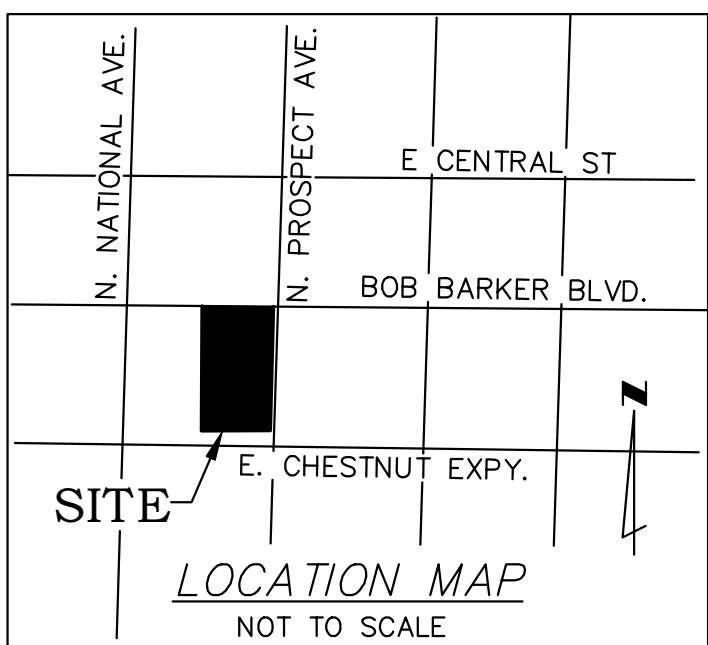 N. NATIONAL AVE.
N. PROSPECT AVE.
E CENTRAL ST
BOB BARKER BLVD.
N
E. CHESTNUT EXPY.
SITE
LOCATION MAP
NOT TO SCALE